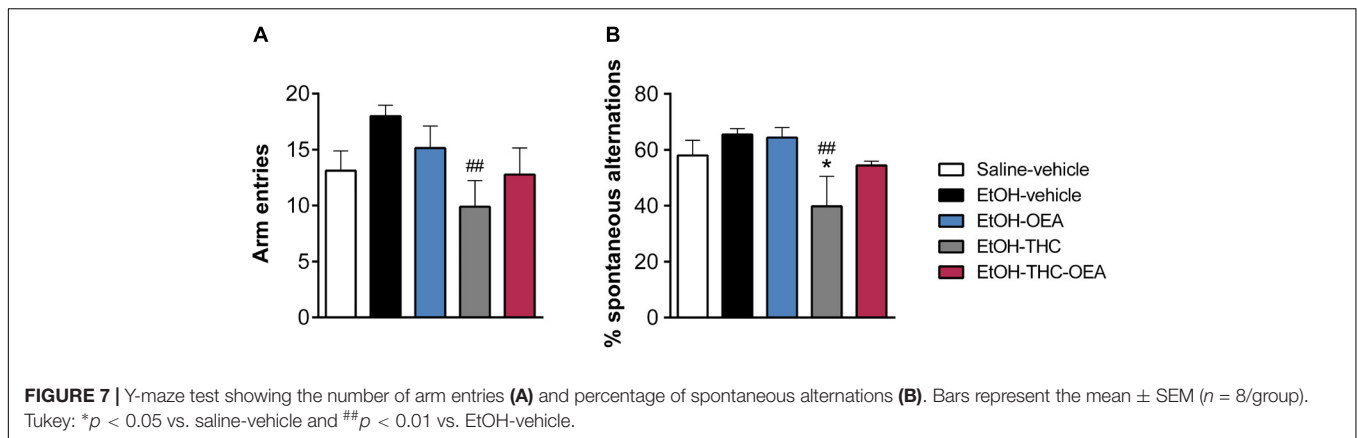 A
B
Arm entries
20
15
10
5
0
##
% spontaneous alternations
80
60
40
20
0
##
*
Saline-vehicle
EtOH-vehicle
EtOH-OEA
EtOH-THC
EtOH-THC-OEA
FIGURE 7 | Y-maze test showing the number of arm entries (A) and percentage of spontaneous alternations (B). Bars represent the mean ± SEM (n = 8/group).
Tukey: *p < 0.05 vs. saline-vehicle and ##p < 0.01 vs. EtOH-vehicle.